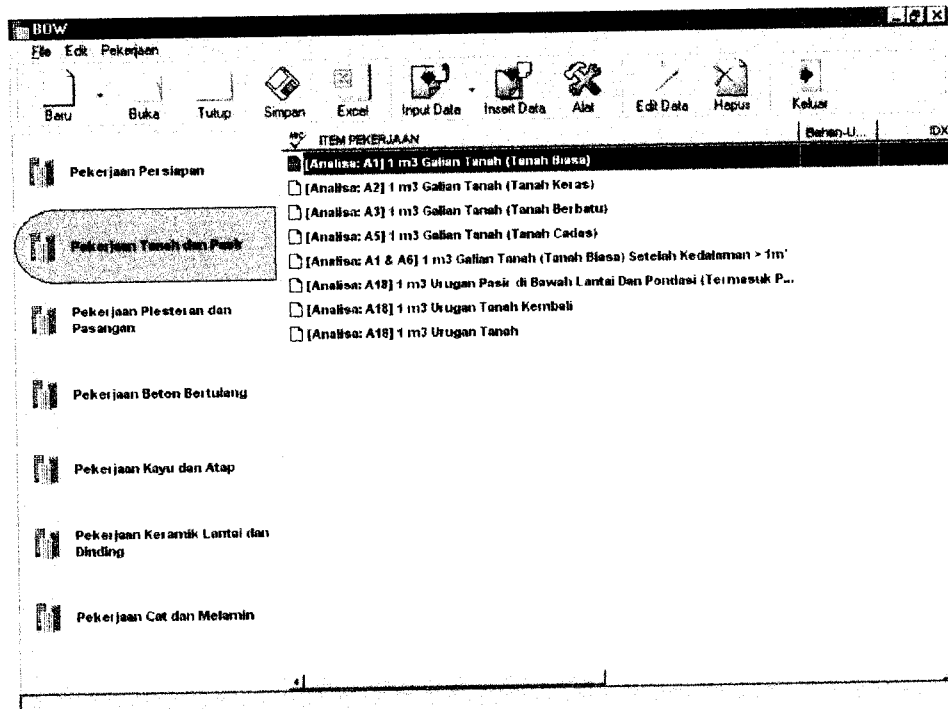 BOW
File Edit Pekerjaan
Baru Buka Tutup Simpan Excel Input Data Insert Data Alat Edit Data Hapus Keluar
ABC ITEM PEKERJAAN Bahan-U... IDX
Pekerjaan Persiapan
Pekerjaan Tanah dan Pasir
Pekerjaan Plesteran dan
Pasangan
Pekerjaan Beton Bertulang
Pekerjaan Kayu dan Atap
Pekerjaan Keramik Lantai dan
Dinding
Pekerjaan Cat dan Melamin
[Analisa: A1] 1 m3 Galian Tanah (Tanah Biasa)
[Analisa: A2] 1 m3 Galian Tanah (Tanah Keras)
[Analisa: A3] 1 m3 Galian Tanah (Tanah Berbatu)
[Analisa: A5] 1 m3 Galian Tanah (Tanah Cadas)
[Analisa: A1 & A6] 1 m3 Galian Tanah (Tanah Biasa) Setelah Kedalaman > 1m'
[Analisa: A18] 1 m3 Urugan Pasir di Bawah Lantai Dan Pondasi (Termasuk P...
[Analisa: A18] 1 m3 Urugan Tanah Kembali
[Analisa: A18] 1 m3 Urugan Tanah